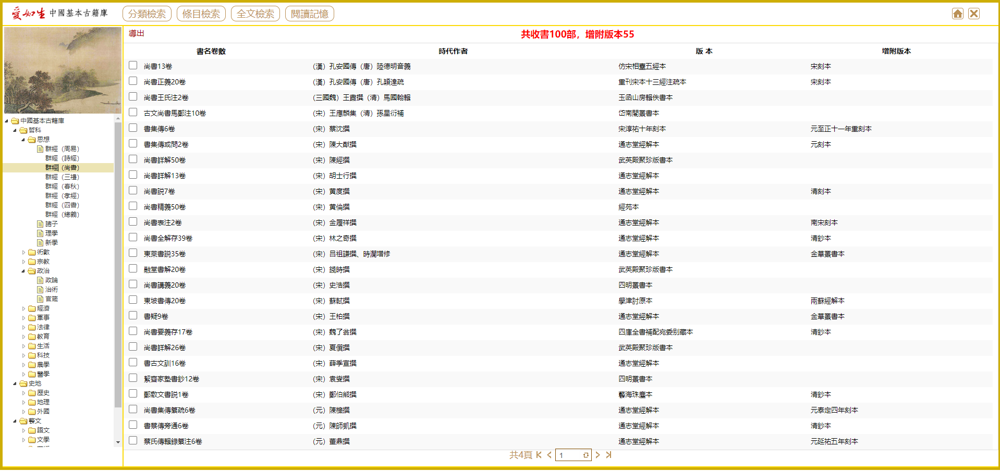 愛如生 中國基本古籍庫 分類檢索 條目檢索 全文檢索 閱讀記憶
導出 共收書100部，增附版本55
中國基本古籍庫
哲科
思想
群經（周易）
群經（詩經）
群經（尚書）
群經（三禮）
群經（春秋）
群經（孝經）
群經（四書）
群經（總義）
諸子
理學
新學
術數
宗教
政治
政論
治術
官箴
經濟
軍事
法律
教育
生活
科技
農學
醫學
史地
歷史
地理
外國
藝文
語文
文學
書名卷數 時代作者 版 本 增附版本
尚書13卷 （漢）孔安國傳（唐）陸德明音義 仿宋相臺五經本 宋刻本
尚書正義20卷 （漢）孔安國傳（唐）孔穎達疏 重刊宋本十三經注疏本 宋刻本
尚書王氏注2卷 （三國魏）王肅撰（清）馬國翰輯 玉函山房輯佚書本
古文尚書馬鄭注10卷 （宋）王應麟集（清）孫星衍補 岱南閣叢書本
書集傳6卷 （宋）蔡沈撰 宋淳祐十年刻本 元至正十一年重刻本
書集傳或問2卷 （宋）陳大猷撰 通志堂經解本 元刻本
尚書詳解50卷 （宋）陳經撰 武英殿聚珍版書本
尚書詳解13卷 （宋）胡士行撰 通志堂經解本
尚書説7卷 （宋）黄度撰 通志堂經解本 清刻本
尚書精義50卷 （宋）黄倫撰 經苑本
尚書表注2卷 （宋）金履祥撰 通志堂經解本 南宋刻本
尚書全解存39卷 （宋）林之奇撰 通志堂經解本 清鈔本
東萊書説35卷 （宋）吕祖謙撰、時瀾增修 通志堂經解本 金華叢書本
融堂書解20卷 （宋）錢時撰 武英殿聚珍版書本
尚書講義20卷 （宋）史浩撰 四明叢書本
東坡書傳20卷 （宋）蘇軾撰 學津討原本 兩蘇經解本
書疑9卷 （宋）王柏撰 通志堂經解本 金華叢書本
尚書要義存17卷 （宋）魏了翁撰 四庫全書補配宛委别藏本 清鈔本
尚書詳解26卷 （宋）夏僎撰 武英殿聚珍版書本
書古文訓16卷 （宋）薛季宣撰 通志堂經解本
絜齋家塾書鈔12卷 （宋）袁燮撰 四明叢書本
鄭敷文書説1卷 （宋）鄭伯熊撰 藝海珠塵本 清鈔本
尚書集傳纂疏6卷 （元）陳櫟撰 通志堂經解本 元泰定四年刻本
書蔡傳旁通6卷 （元）陳師凱撰 通志堂經解本 清鈔本
蔡氏傳輯錄纂注6卷 （元）董鼎撰 通志堂經解本 元延祐五年刻本
共4頁 1